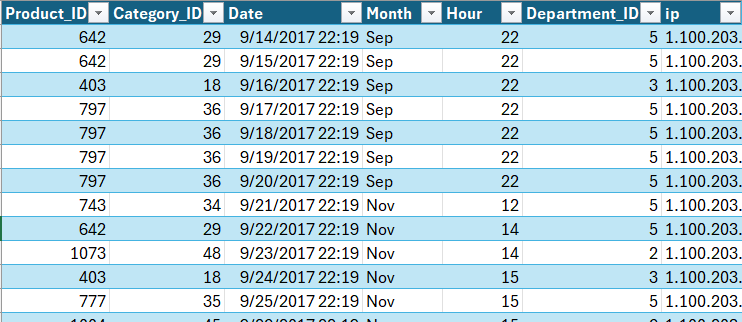 Product_ID Category_ID Date Month Hour Department_ID ip
642 29 9/14/2017 22:19 Sep 22 5 1.100.203.
642 29 9/15/2017 22:19 Sep 22 5 1.100.203.
403 18 9/16/2017 22:19 Sep 22 3 1.100.203.
797 36 9/17/2017 22:19 Sep 22 5 1.100.203.
797 36 9/18/2017 22:19 Sep 22 5 1.100.203.
797 36 9/19/2017 22:19 Sep 22 5 1.100.203.
797 36 9/20/2017 22:19 Sep 22 5 1.100.203.
743 34 9/21/2017 22:19 Nov 12 5 1.100.203.
642 29 9/22/2017 22:19 Nov 14 5 1.100.203.
1073 48 9/23/2017 22:19 Nov 14 2 1.100.203.
403 18 9/24/2017 22:19 Nov 15 3 1.100.203.
777 35 9/25/2017 22:19 Nov 15 5 1.100.203.